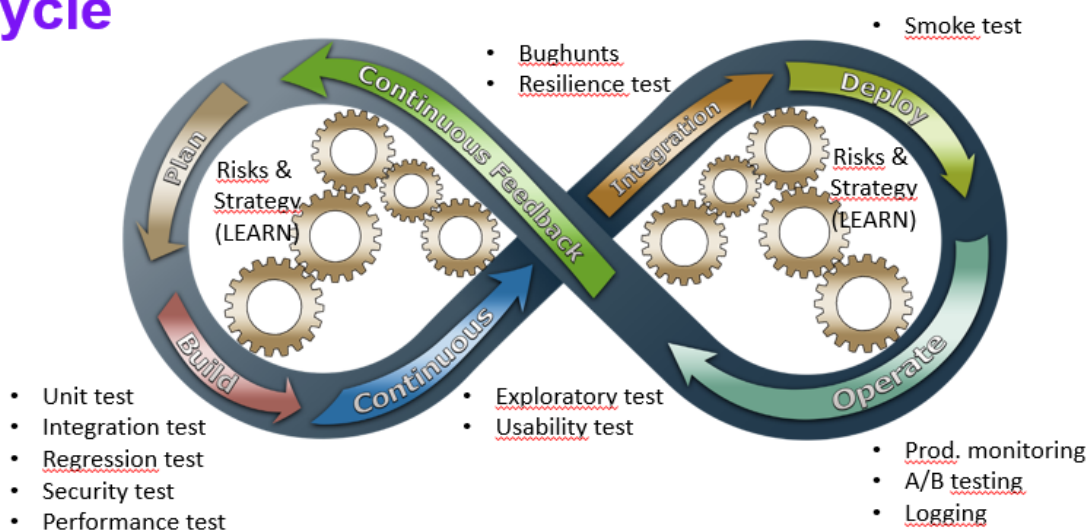 ycle
• Smoke test
• Bughunts
• Resilience test
Continuous Feedback
Integration
Deploy
Plan
Risks &
Strategy
(LEARN)
Risks &
Strategy
(LEARN)
Build
Continuous
Operate
• Unit test
• Integration test
• Regression test
• Security test
• Performance test
• Exploratory test
• Usability test
• Prod. monitoring
• A/B testing
• Logging